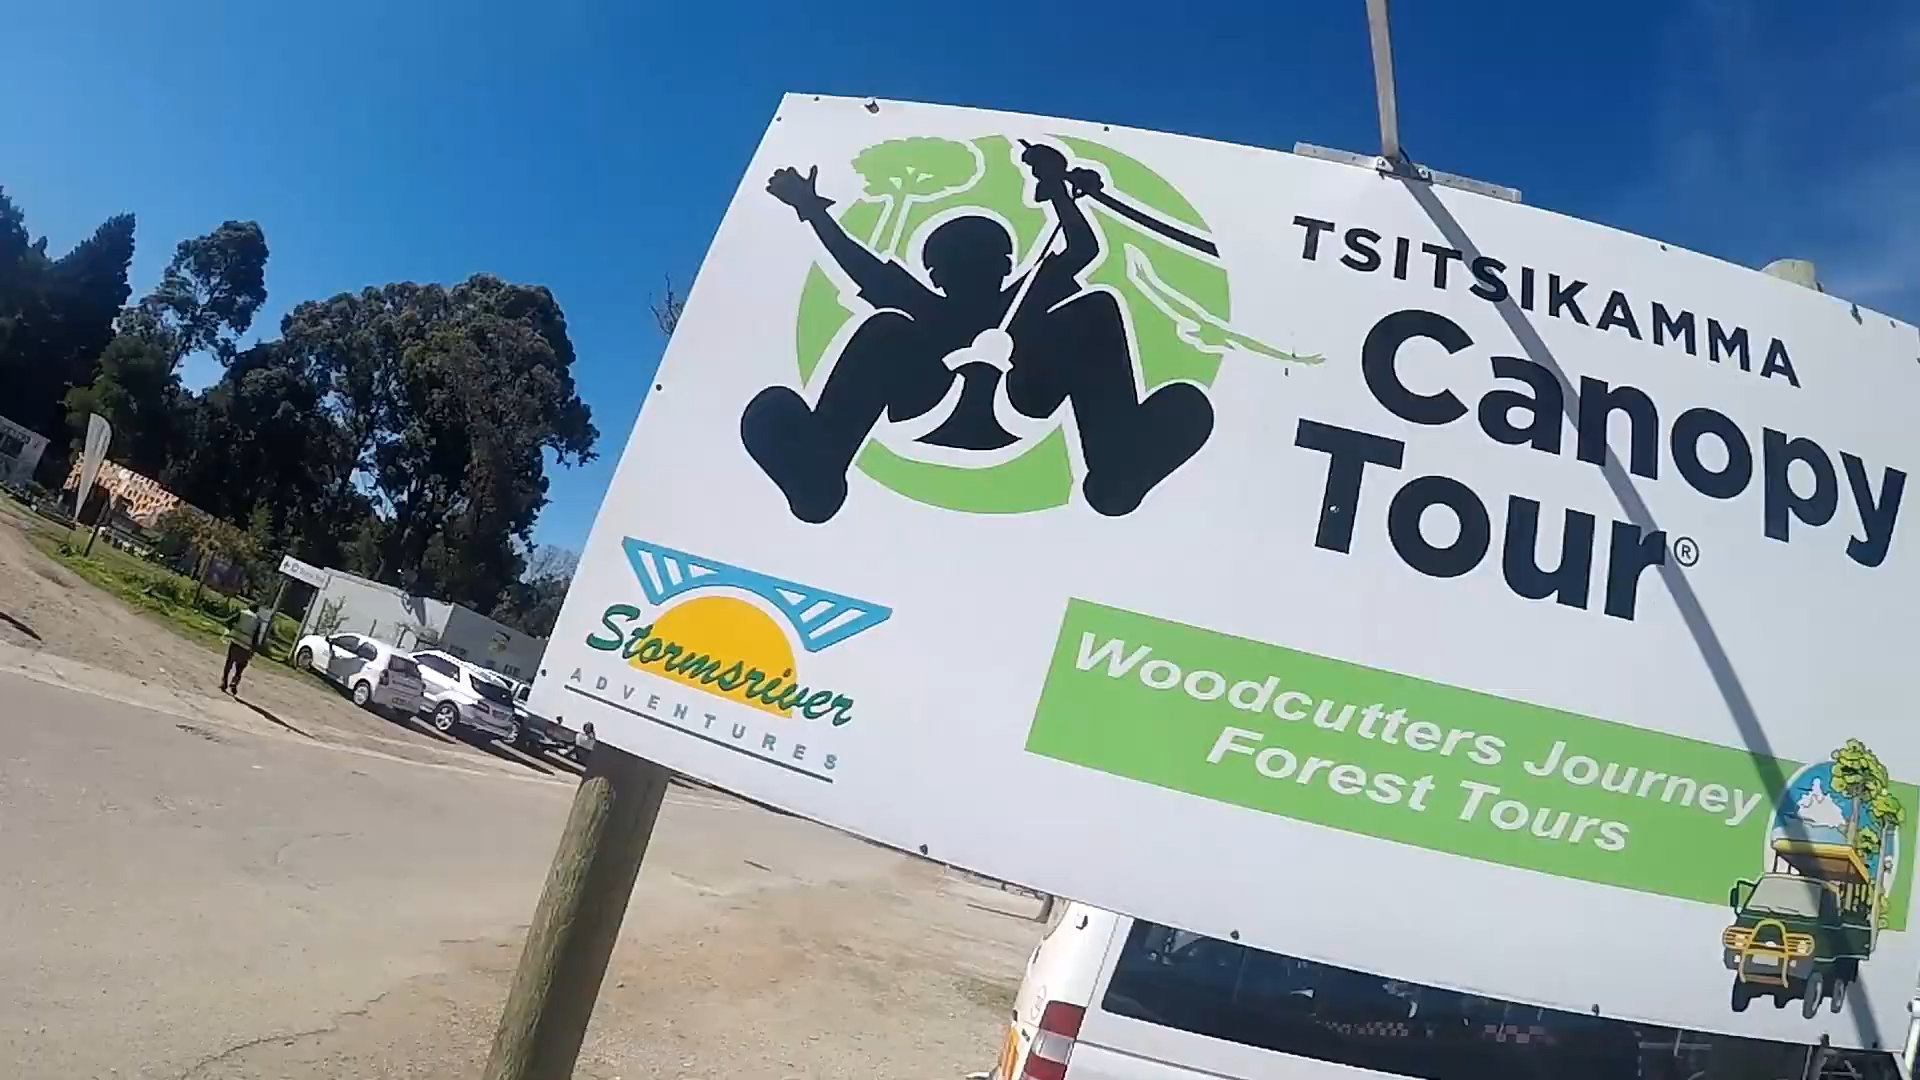 TSITSIKAMMA
Canopy
Tour®
Stormsriver
ADVENTURES
Woodcutters Journey
Forest Tours